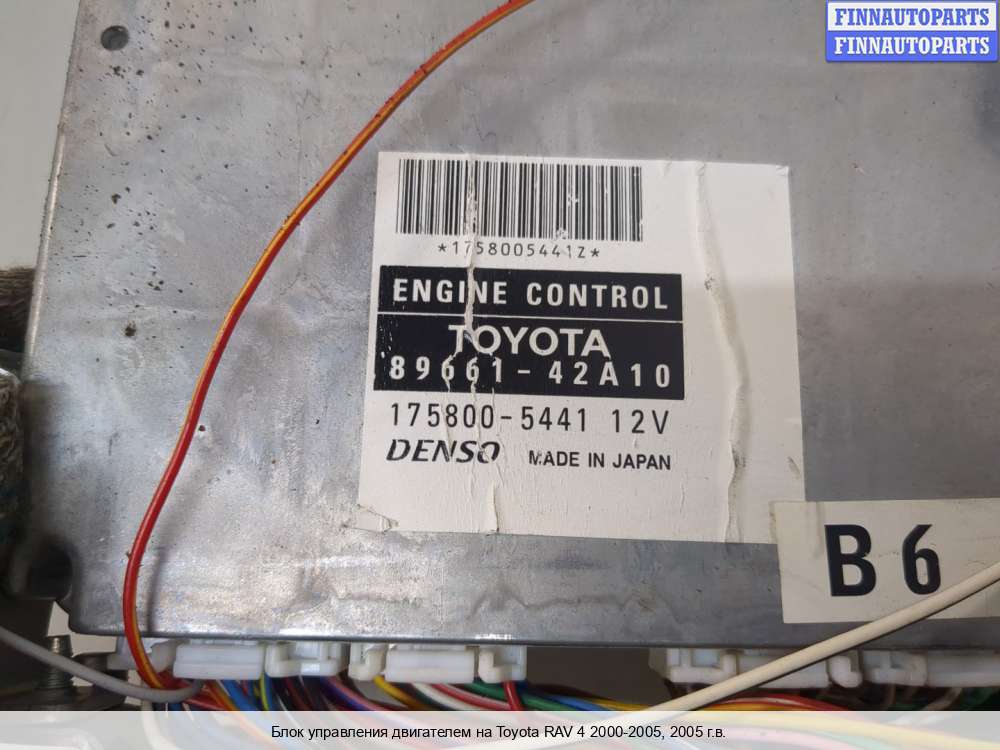 FINNAUTOPARTS
FINNAUTOPARTS
*1758005441Z*
ENGINE CONTROL
TOYOTA
89661-42A10
175800-5441 12V
DENSO MADE IN JAPAN
B6
Блок управления двигателем на Toyota RAV 4 2000-2005, 2005 г.в.